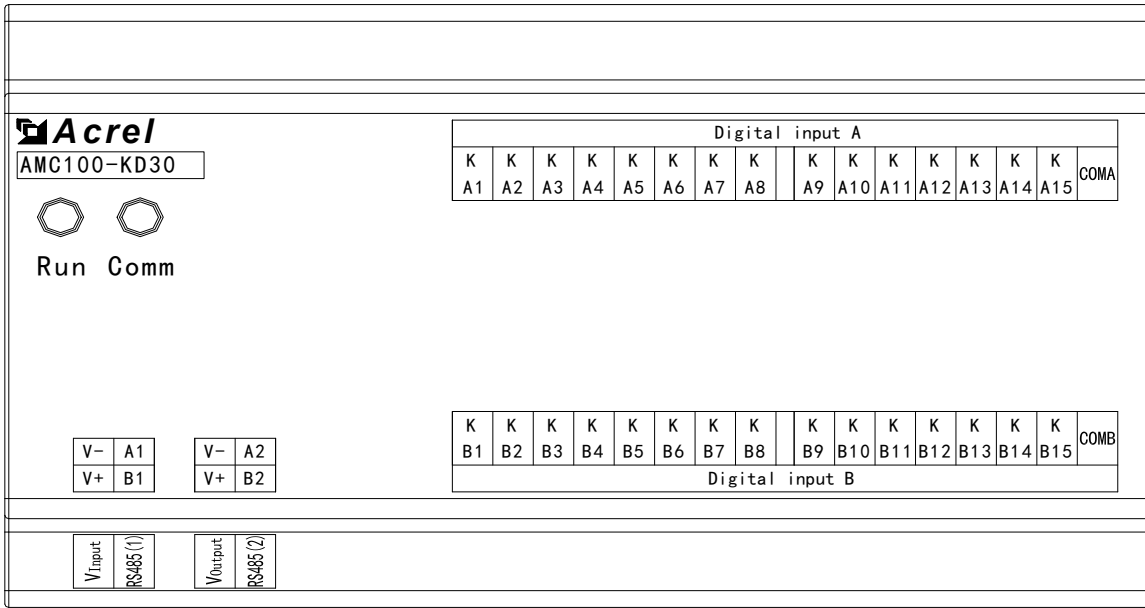 Acrel
AMC100-KD30
Run Comm
Digital input A
K K K K K K K K K K K K K K K
A1 A2 A3 A4 A5 A6 A7 A8 A9 A10 A11 A12 A13 A14 A15 COMA
K K K K K K K K K K K K K K K
B1 B2 B3 B4 B5 B6 B7 B8 B9 B10 B11 B12 B13 B14 B15 COMB
Digital input B
V- A1 V- A2
V+ B1 V+ B2
VInput RS485(1) VOutput RS485(2)